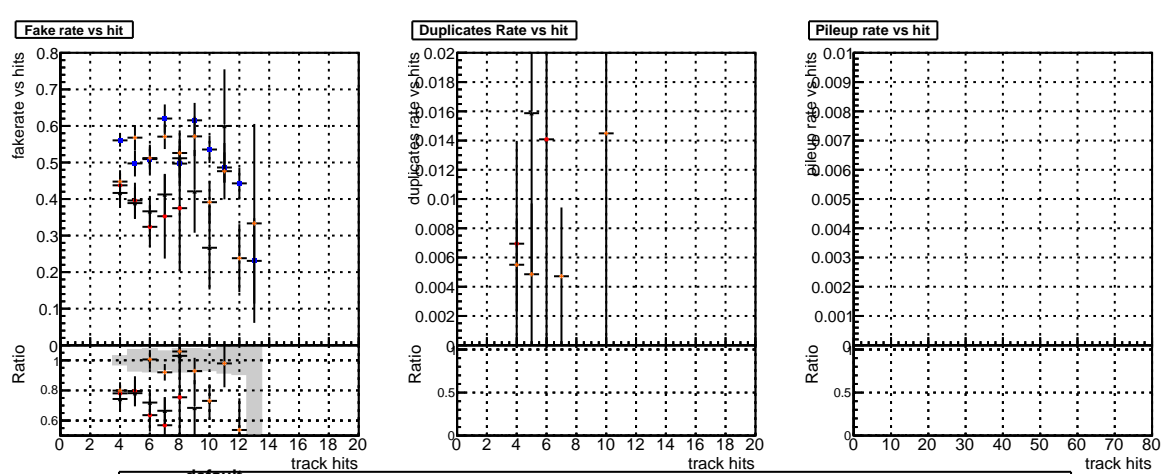 Fake rate vs hit
Duplicates Rate vs hit
Pileup rate vs hit
fakerate vs hits
0.8
0.7
0.6
0.5
0.4
0.3
0.2
0.1
0
duplicates rate vs hits
0.02
0.018
0.016
0.014
0.012
0.01
0.008
0.006
0.004
0.002
0
pileup rate vs hits
0.01
0.009
0.008
0.007
0.006
0.005
0.004
0.003
0.002
0.001
0
Ratio
1
0.8
0.6
0 2 4 6 8 10 12 14 16 18 20
track hits
Ratio
1
0.5
0
0 2 4 6 8 10 12 14 16 18 20
track hits
Ratio
1
0.5
0
0 10 20 30 40 50 60 70 80
track hits
default